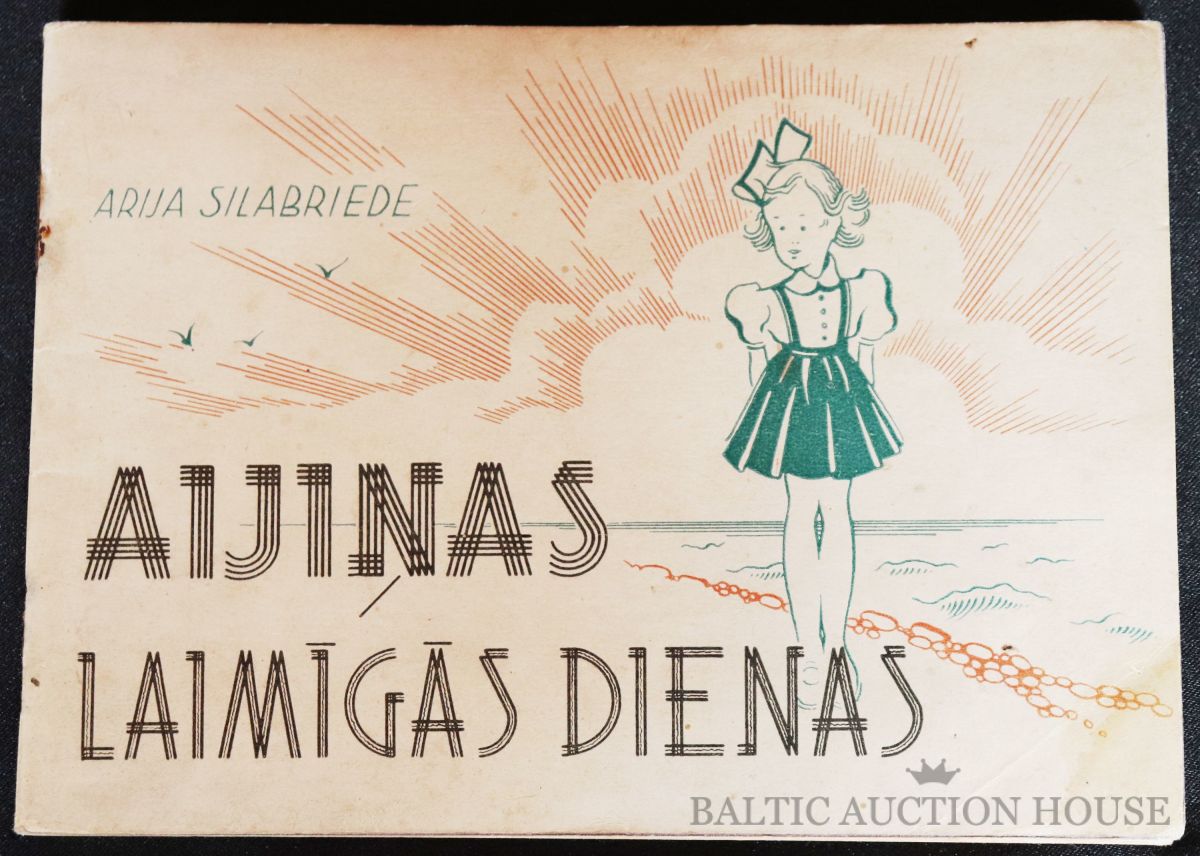 ARIJA SILABRIEDE
AIJIŅAS
LAIMĪGĀS DIENAS
BALTIC AUCTION HOUSE